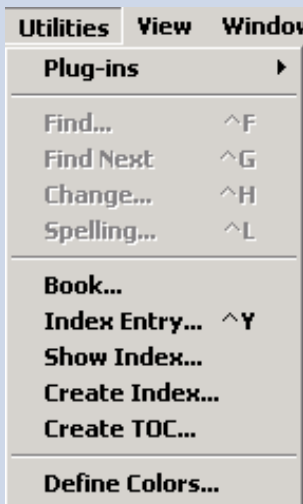 Utilities View Window
Plug-ins
Find... ^F
Find Next ^G
Change... ^H
Spelling... ^L
Book...
Index Entry... ^Y
Show Index...
Create Index...
Create TOC...
Define Colors...